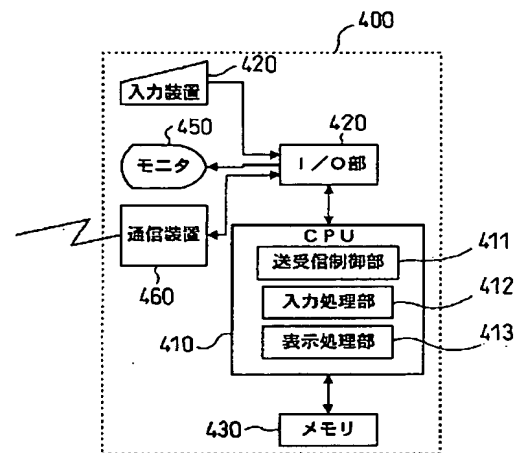 400
420
入力装置
450
モニタ
420
I/O部
通信装置
460
CPU
送受信制御部
411
入力処理部
412
表示処理部
413
410
430
メモリ